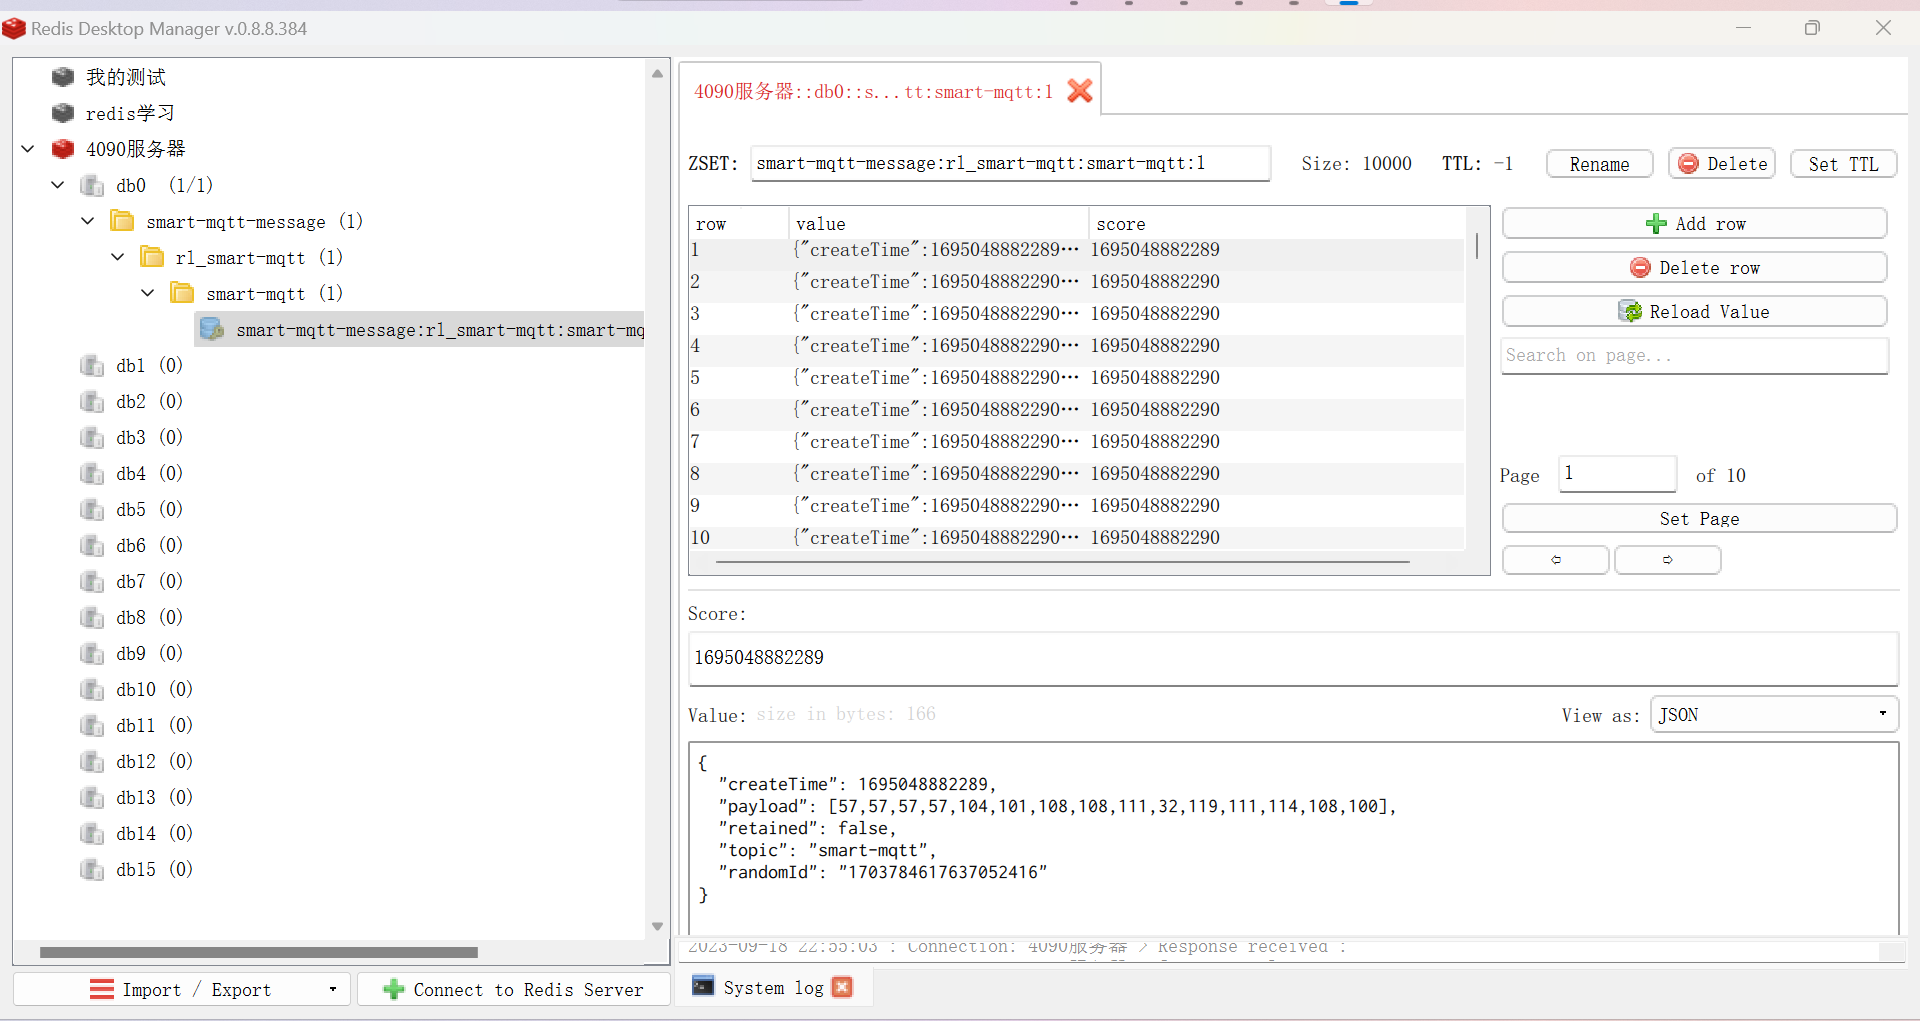 Redis Desktop Manager v.0.8.8.384
我的测试
redis学习
4090服务器
db0 (1/1)
smart-mqtt-message (1)
rl_smart-mqtt (1)
smart-mqtt (1)
smart-mqtt-message:rl_smart-mqtt:smart-mq
db1 (0)
db2 (0)
db3 (0)
db4 (0)
db5 (0)
db6 (0)
db7 (0)
db8 (0)
db9 (0)
db10 (0)
db11 (0)
db12 (0)
db13 (0)
db14 (0)
db15 (0)
Import / Export
Connect to Redis Server
4090服务器::db0::s...tt:smart-mqtt:1
ZSET: smart-mqtt-message:rl_smart-mqtt:smart-mqtt:1 Size: 10000 TTL: -1 Rename Delete Set TTL
row value score
1 {"createTime":1695048882289… 1695048882289
2 {"createTime":1695048882290… 1695048882290
3 {"createTime":1695048882290… 1695048882290
4 {"createTime":1695048882290… 1695048882290
5 {"createTime":1695048882290… 1695048882290
6 {"createTime":1695048882290… 1695048882290
7 {"createTime":1695048882290… 1695048882290
8 {"createTime":1695048882290… 1695048882290
9 {"createTime":1695048882290… 1695048882290
10 {"createTime":1695048882290… 1695048882290
Add row
Delete row
Reload Value
Search on page...
Page 1 of 10
Set Page
Score:
1695048882289
Value: size in bytes: 166
View as: JSON
{
"createTime": 1695048882289,
"payload": [57,57,57,57,104,101,108,108,111,32,119,111,114,108,100],
"retained": false,
"topic": "smart-mqtt",
"randomId": "1703784617637052416"
}
2023-09-18 22:55:03 : Connection: 4090服务器 > Response received :
System log